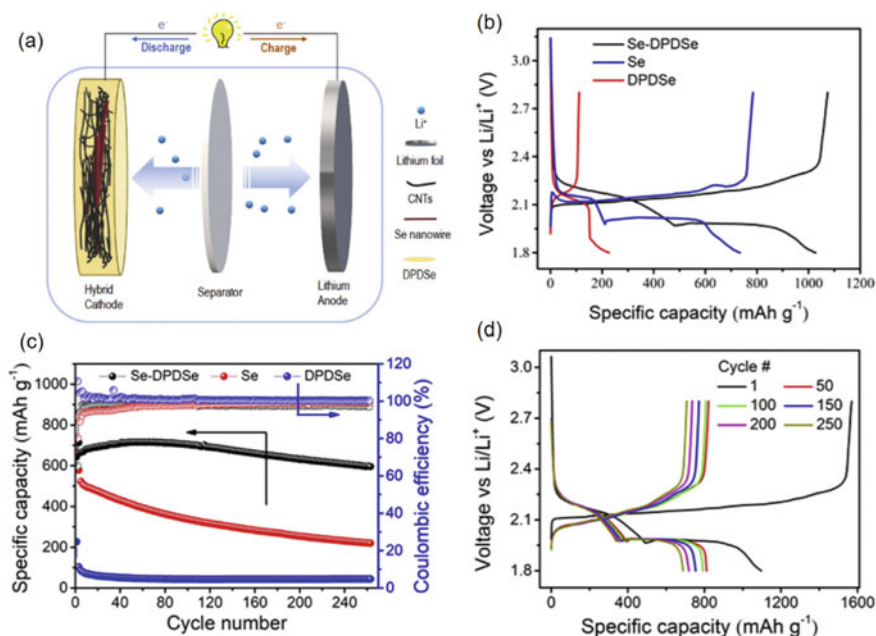 (a)
e⁻
e⁻
Discharge
Charge
Li⁺
Lithium foil
CNTs
Se nanowire
DPDSe
Hybrid
Cathode
Separator
Lithium
Anode
(b)
Se-DPDSe
Se
DPDSe
Voltage vs Li/Li⁺ (V)
3.0
2.7
2.4
2.1
1.8
0 200 400 600 800 1000 1200
Specific capacity (mAh g⁻¹)
(c)
Se-DPDSe Se DPDSe
Specific capacity (mAh g⁻¹)
1000
800
600
400
200
0
0 40 80 120 160 200 240
Cycle number
120
100
80
60
40
20
0
Coulombic efficiency (%)
(d)
Cycle #
1 50
100 150
200 250
Voltage vs Li/Li⁺ (V)
3.0
2.7
2.4
2.1
1.8
0 400 800 1200 1600
Specific capacity (mAh g⁻¹)